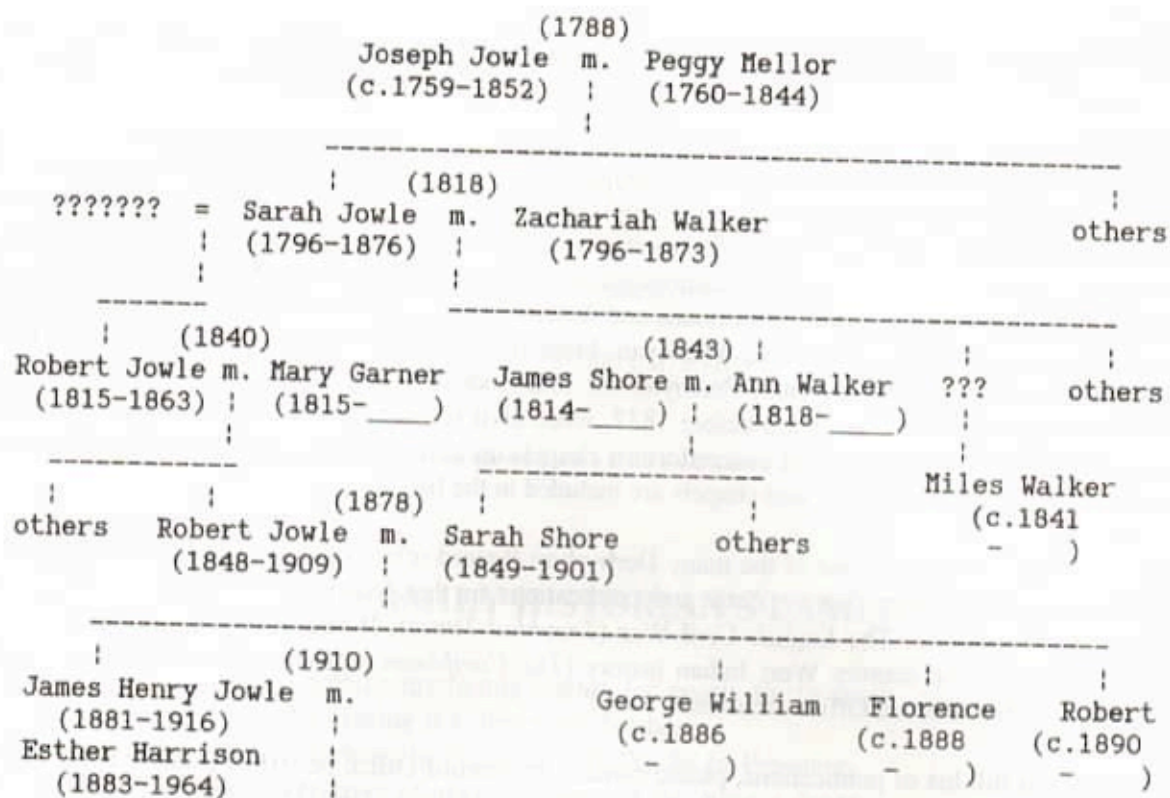 (1788)
Joseph Jowle m. Peggy Mellor
(c.1759-1852) (1760-1844)
(1818)
??????? = Sarah Jowle m. Zachariah Walker others
(1796-1876) (1796-1873)
(1840) (1843)
Robert Jowle m. Mary Garner James Shore m. Ann Walker ??? others
(1815-1863) (1815-____) (1814-____) (1818-____)
Miles Walker
(1878) (c.1841
others Robert Jowle m. Sarah Shore others - )
(1848-1909) (1849-1901)
(1910)
James Henry Jowle m. George William Florence Robert
(1881-1916) (c.1886 (c.1888 (c.1890
Esther Harrison - ) - ) - )
(1883-1964)